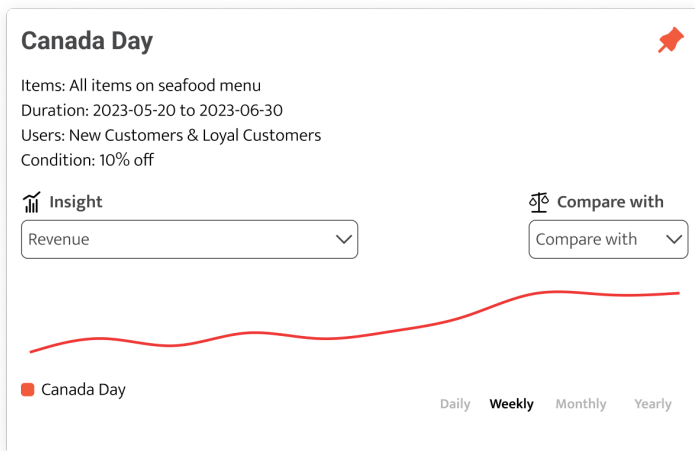 Canada Day
Items: All items on seafood menu
Duration: 2023-05-20 to 2023-06-30
Users: New Customers & Loyal Customers
Condition: 10% off
Insight
Compare with
Revenue
Compare with
Canada Day
Daily Weekly Monthly Yearly